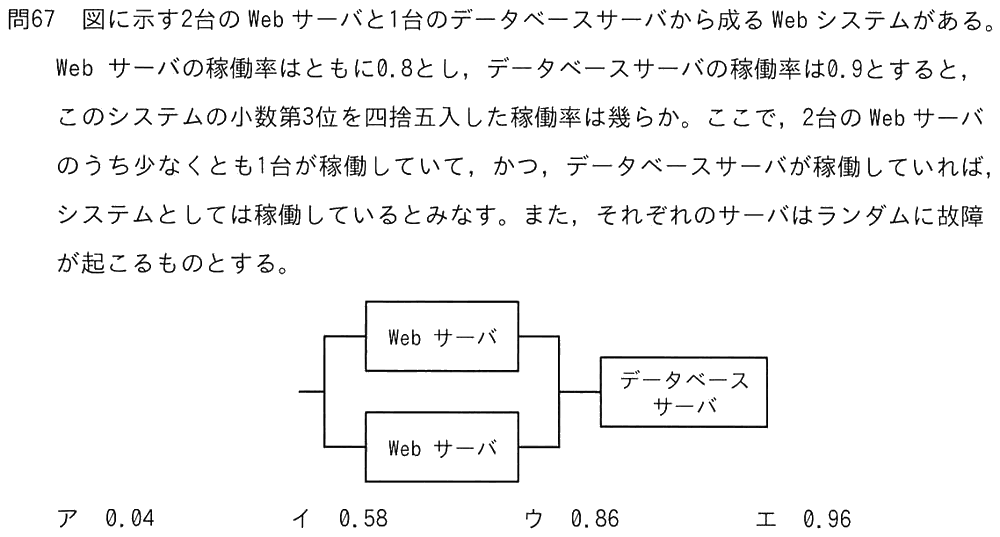 問67 図に示す2台の Web サーバと1台のデータベースサーバから成る Web システムがある。
Web サーバの稼働率はともに0.8とし，データベースサーバの稼働率は0.9とすると，
このシステムの小数第3位を四捨五入した稼働率は幾らか。ここで，2台の Web サーバ
のうち少なくとも1台が稼働していて，かつ，データベースサーバが稼働していれば，
システムとしては稼働しているとみなす。また，それぞれのサーバはランダムに故障
が起こるものとする。
Web サーバ
データベース
サーバ
Web サーバ
ア 0.04 イ 0.58 ウ 0.86 エ 0.96